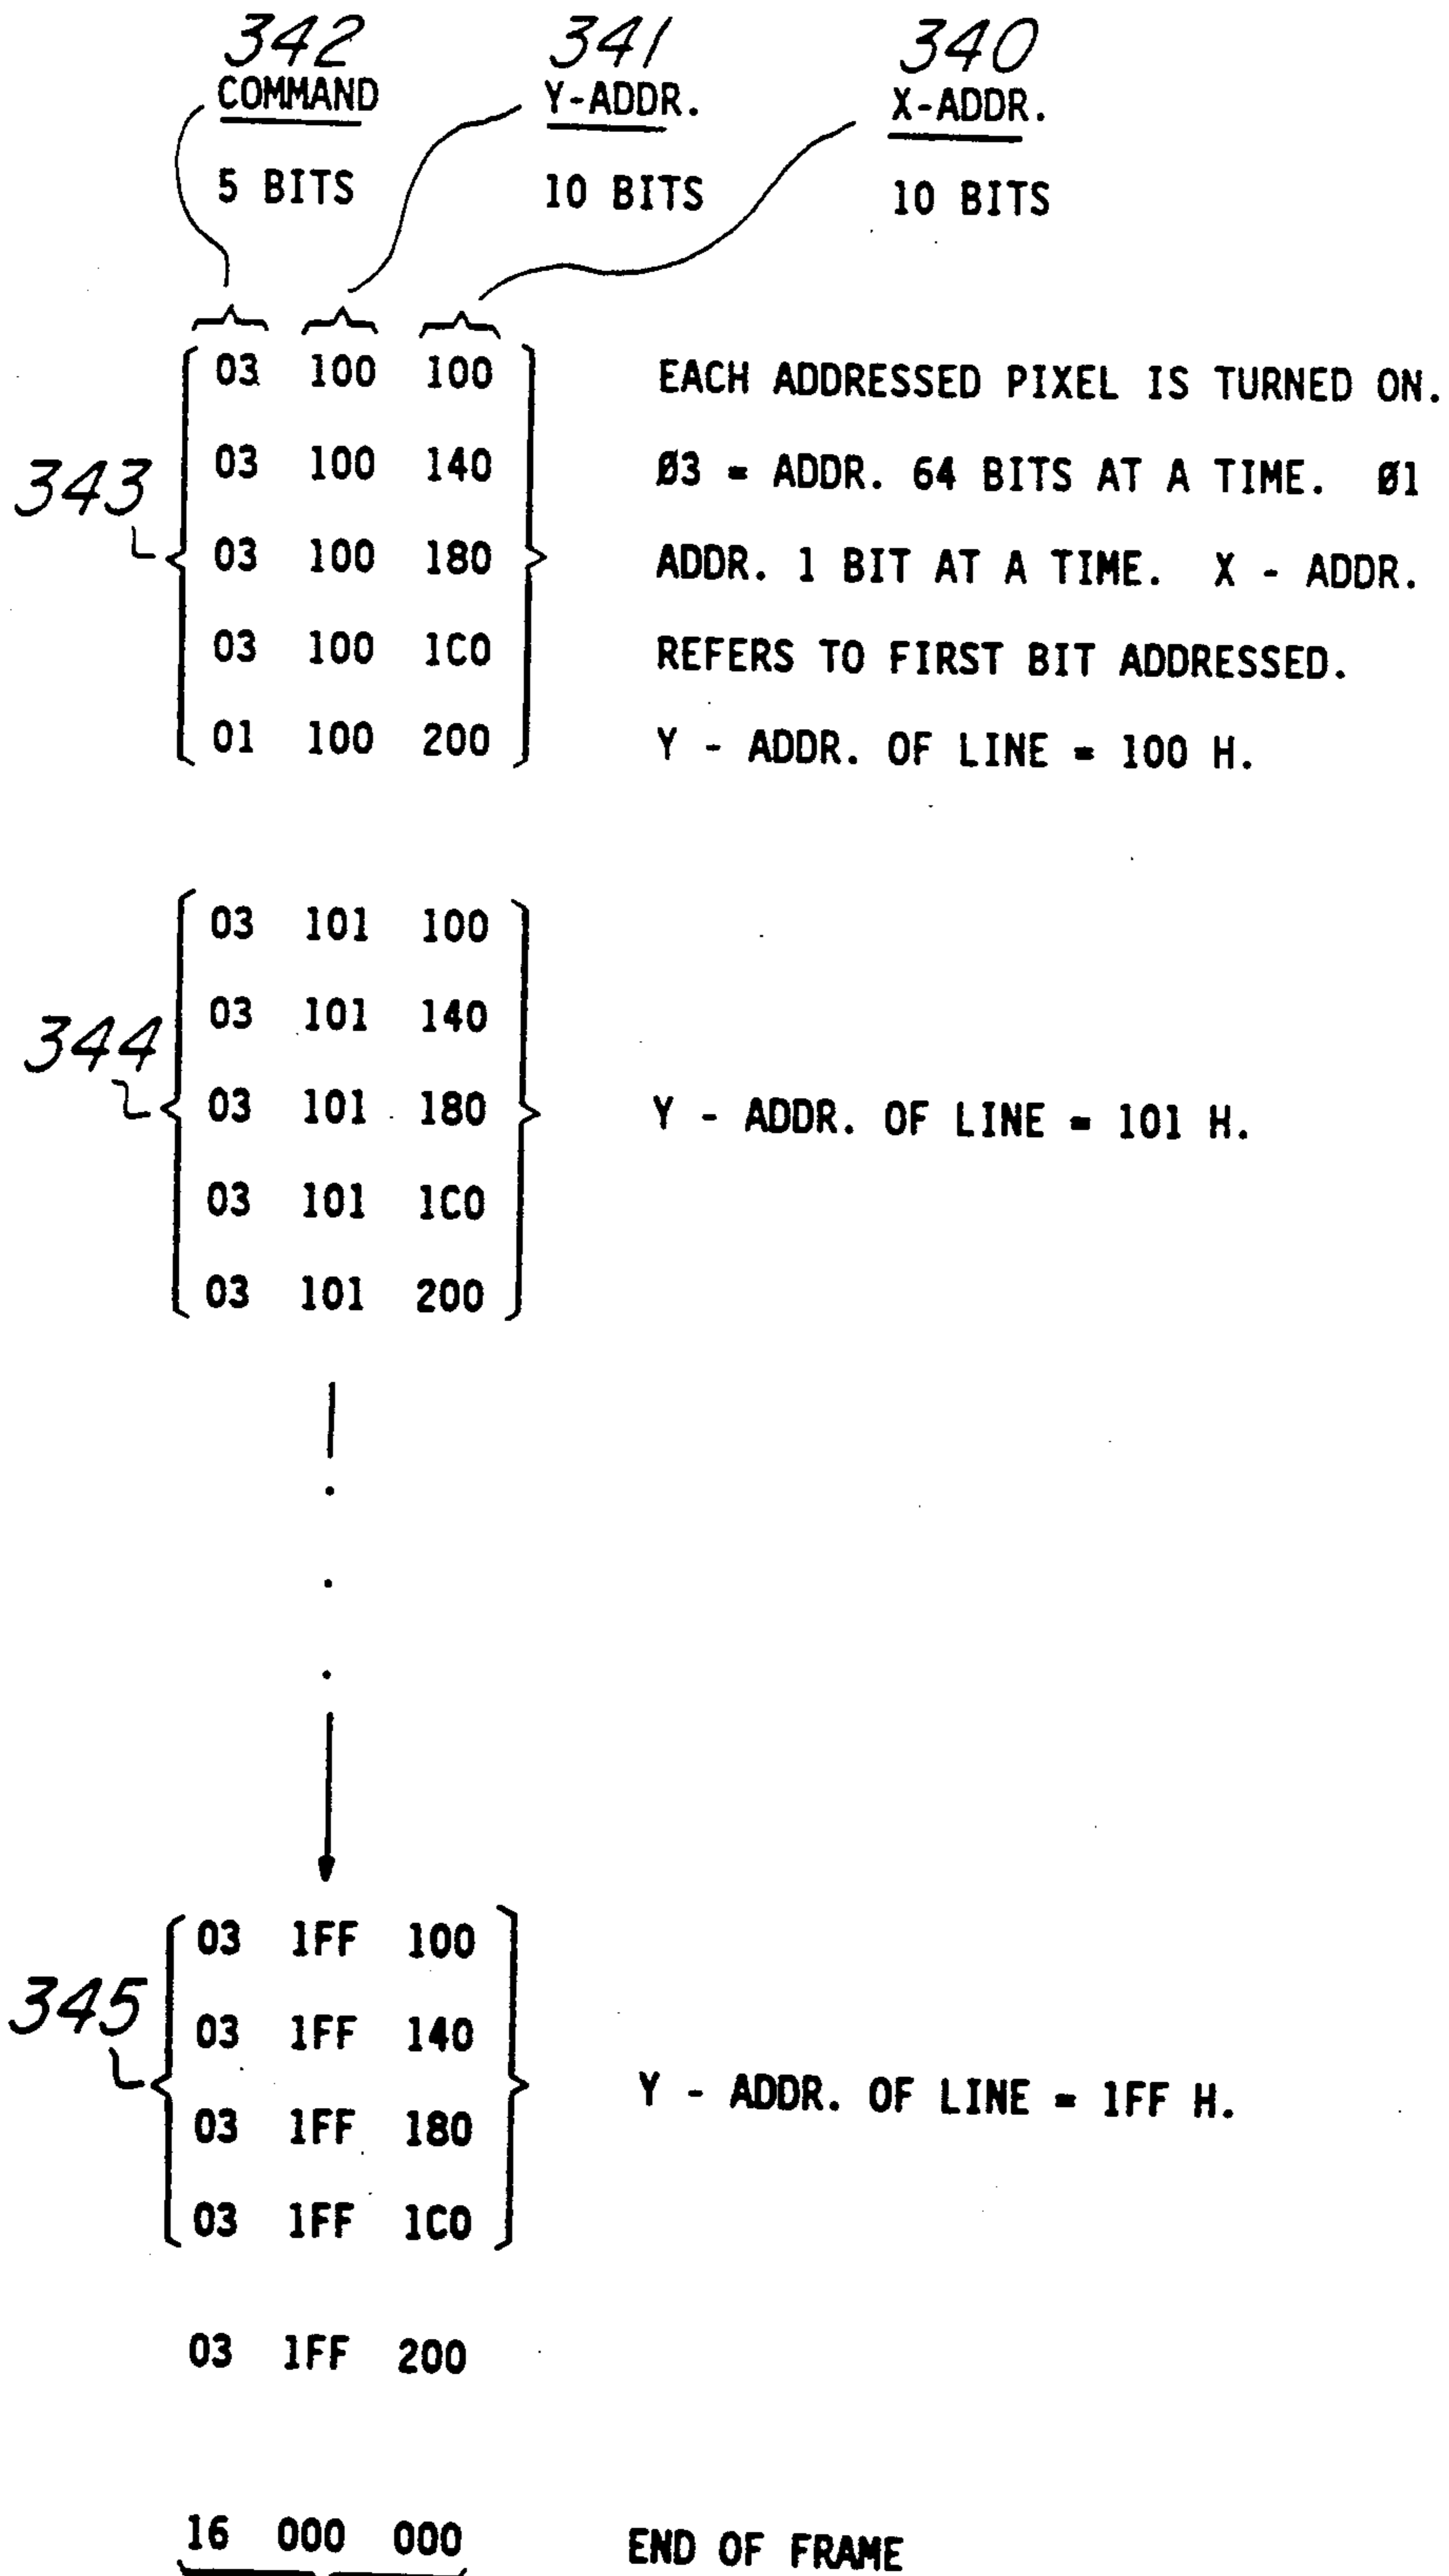 342 341 340
COMMAND Y-ADDR. X-ADDR.
5 BITS 10 BITS 10 BITS
03 100 100 EACH ADDRESSED PIXEL IS TURNED ON.
03 100 140 Ø3 = ADDR. 64 BITS AT A TIME. Ø1
343
03 100 180 ADDR. 1 BIT AT A TIME. X - ADDR.
03 100 1C0 REFERS TO FIRST BIT ADDRESSED.
01 100 200 Y - ADDR. OF LINE = 100 H.
03 101 100
03 101 140
344
03 101 180 Y - ADDR. OF LINE = 101 H.
03 101 1C0
03 101 200
03 1FF 100
345
03 1FF 140
Y - ADDR. OF LINE = 1FF H.
03 1FF 180
03 1FF 1C0
03 1FF 200
16 000 000 END OF FRAME